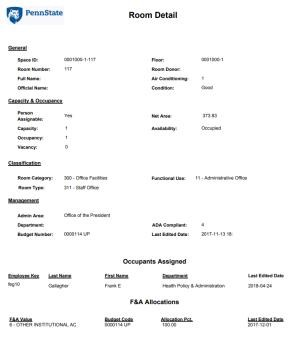 PennState
Room Detail
General
Space ID: 0001000-1-117 Floor: 0001000-1
Room Number: 117 Room Donor:
Full Name: Air Conditioning: 1
Official Name: Condition: Good
Capacity & Occupance
Person Assignable: Yes Net Area: 373.83
Capacity: 1 Availability: Occupied
Occupancy: 1
Vacancy: 0
Classification
Room Category: 300 - Office Facilities Functional Use: 11 - Administrative Office
Room Type: 311 - Staff Office
Management
Admin Area: Office of the President
Department: ADA Compliant: 4
Budget Number: 0000114 UP Last Edited Date: 2017-11-13 18:
Occupants Assigned
Employee Key Last Name First Name Department Last Edited Date
feg10 Gallagher Frank E Health Policy & Administration 2018-04-24
F&A Allocations
F&A Value Budget Code Allocation Pct. Last Edited Date
6 - OTHER INSTITUTIONAL AC 0000114 UP 100.00 2017-12-01